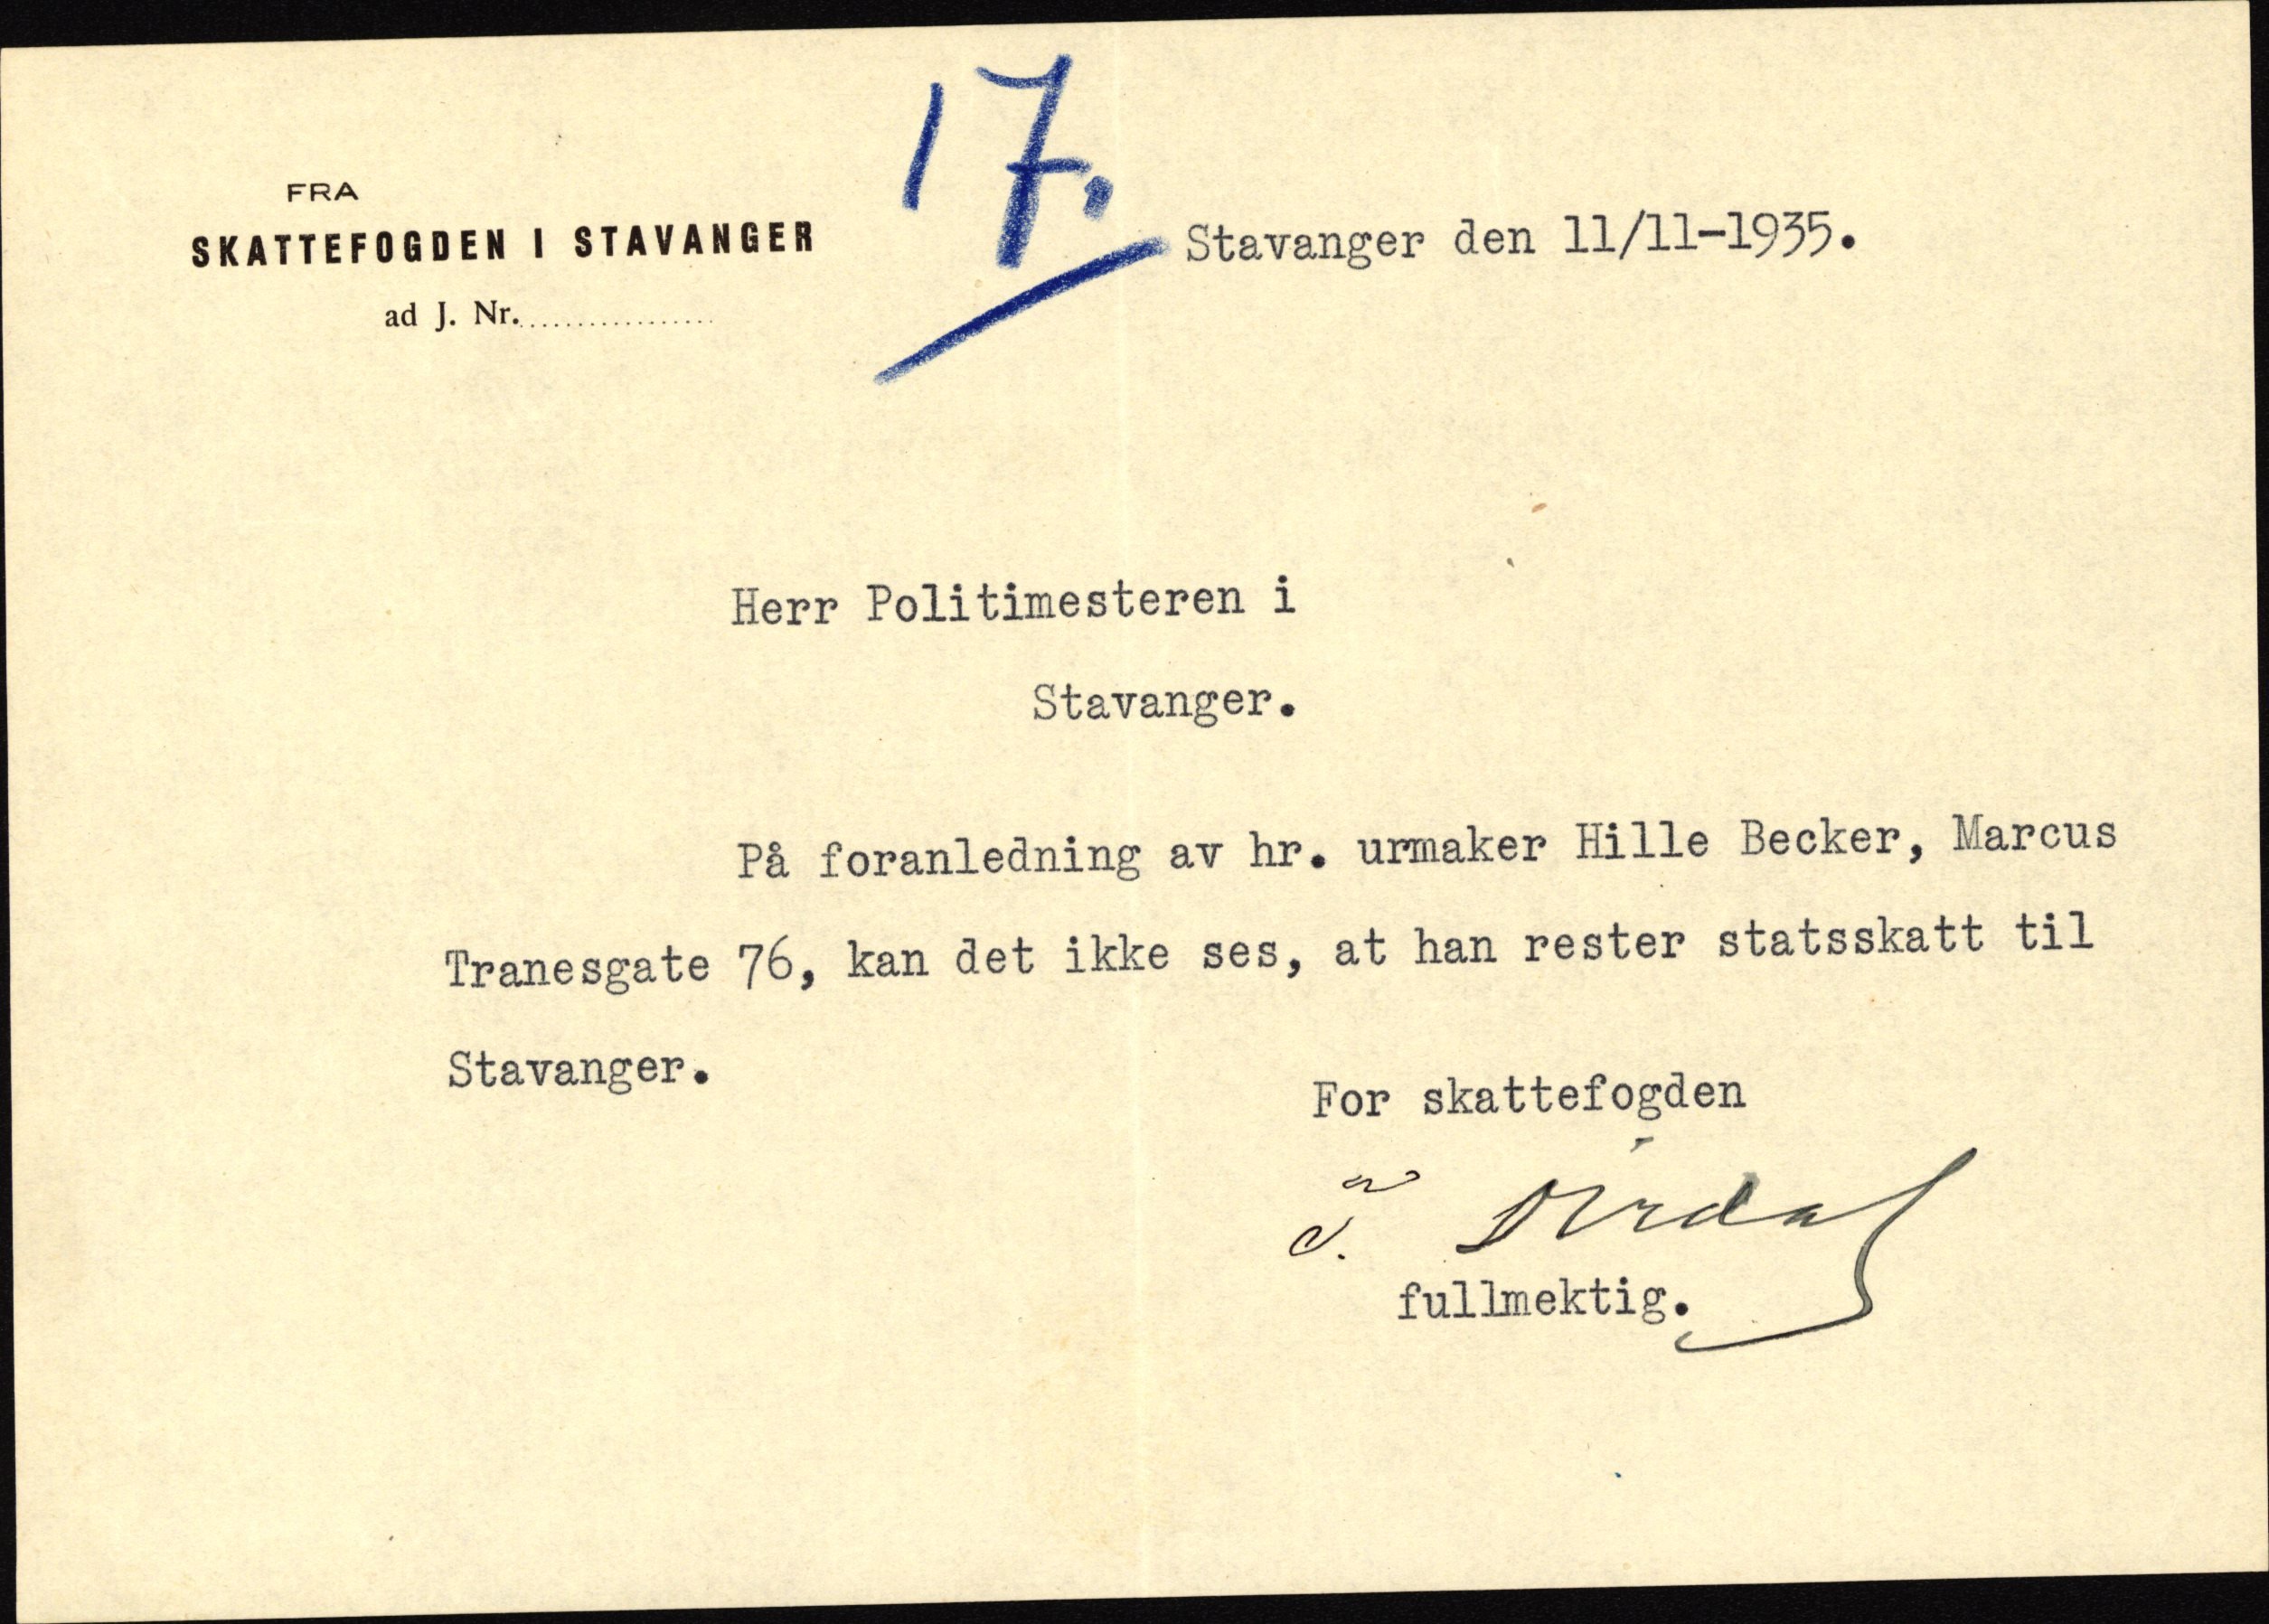 17.
FRA
SKATTEFOGDEN I STAVANGER
ad J. Nr..................
Stavanger den 11/11-1935.
Herr Politimesteren i
Stavanger.
På foranledning av hr. urmaker Hille Becker, Marcus
Tranesgate 76, kan det ikke ses, at han rester statsskatt til
Stavanger.
For skattefogden
fullmektig.